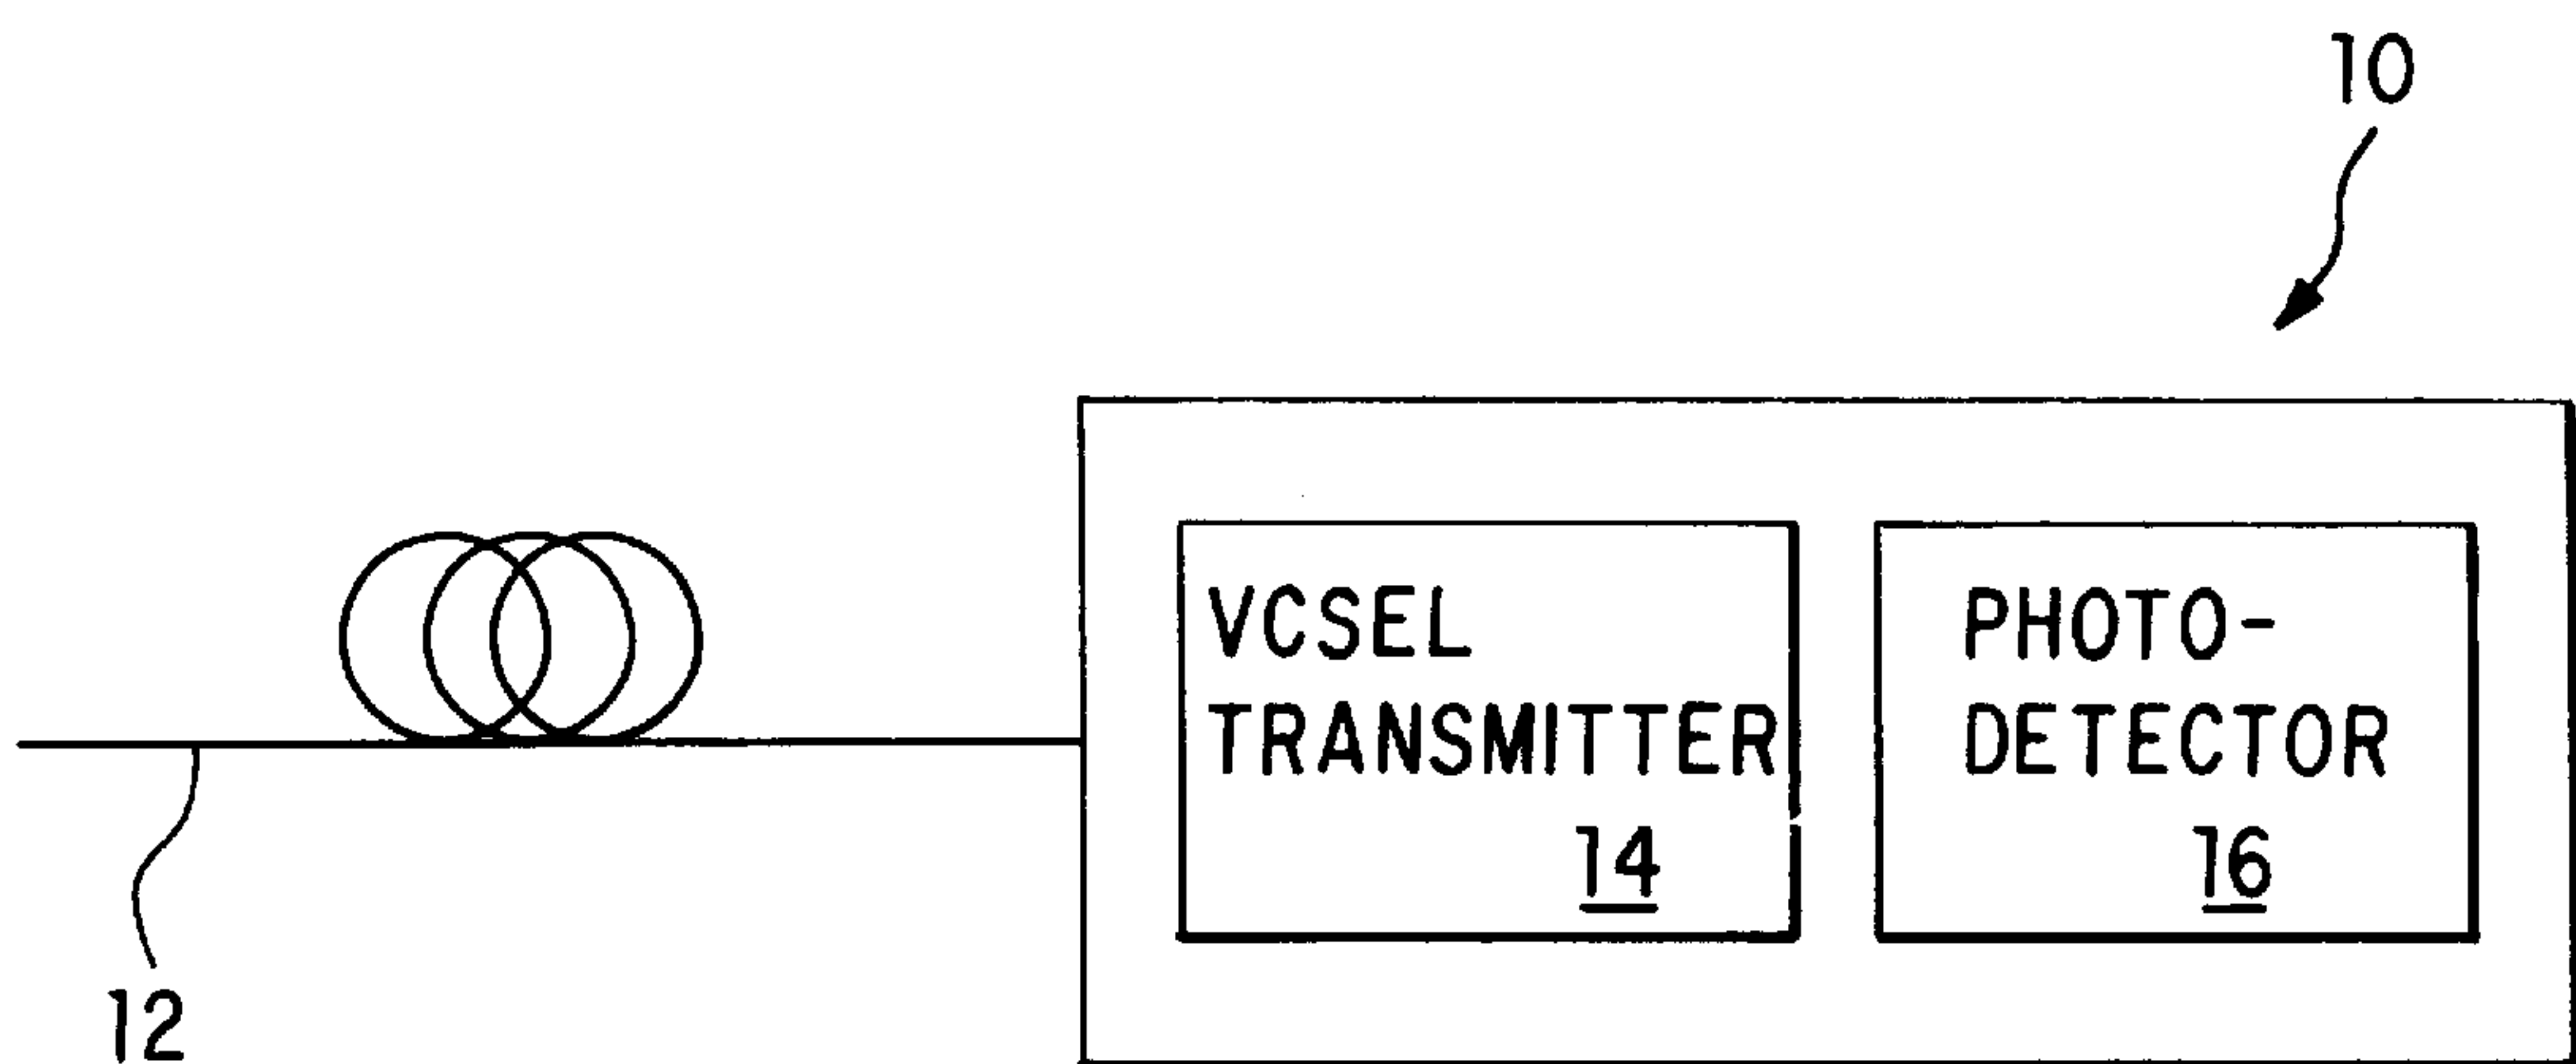 10
VCSEL
TRANSMITTER
14
PHOTO-
DETECTOR
16
12